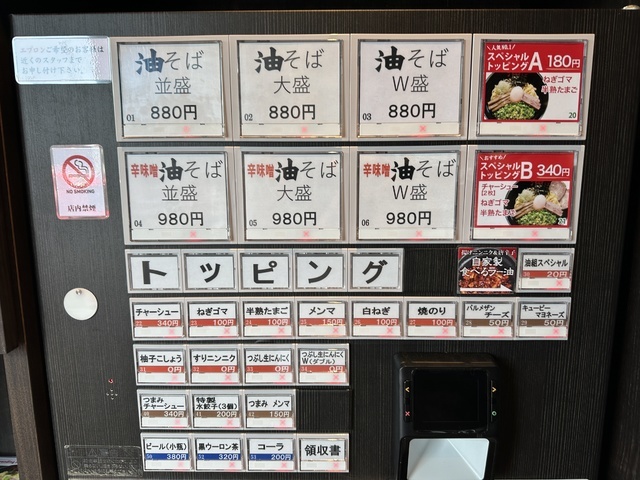 エプロンご希望のお客様は
近くのスタッフまで
お申し付け下さい。
油そば
並盛
880円
01
油そば
大盛
880円
02
油そば
W盛
880円
03
人気No.1
スペシャル
トッピングA 180円
ねぎゴマ
半熟たまご
20
NO SMOKING
店内禁煙
辛味噌油そば
並盛
980円
04
辛味噌油そば
大盛
980円
05
辛味噌油そば
W盛
980円
06
おすすめ
スペシャル
トッピングB 340円
チャーシュー
[2枚]
ねぎゴマ
半熟たまご
トッピング
自家製
食べるラー油
油組スペシャル
20円
チャーシュー
340円
ねぎゴマ
100円
半熟たまご
100円
メンマ
150円
白ねぎ
100円
焼のり
100円
パルメザン
チーズ
50円
キューピー
マヨネーズ
50円
柚子こしょう
0円
すりニンニク
0円
つぶし生にんにく
0円
つぶし生にんにく
W(ダブル)
0円
つまみ
チャーシュー
340円
特製
水餃子(3個)
200円
つまみ メンマ
150円
ビール(小瓶)
380円
黒ウーロン茶
320円
コーラ
200円
領収書